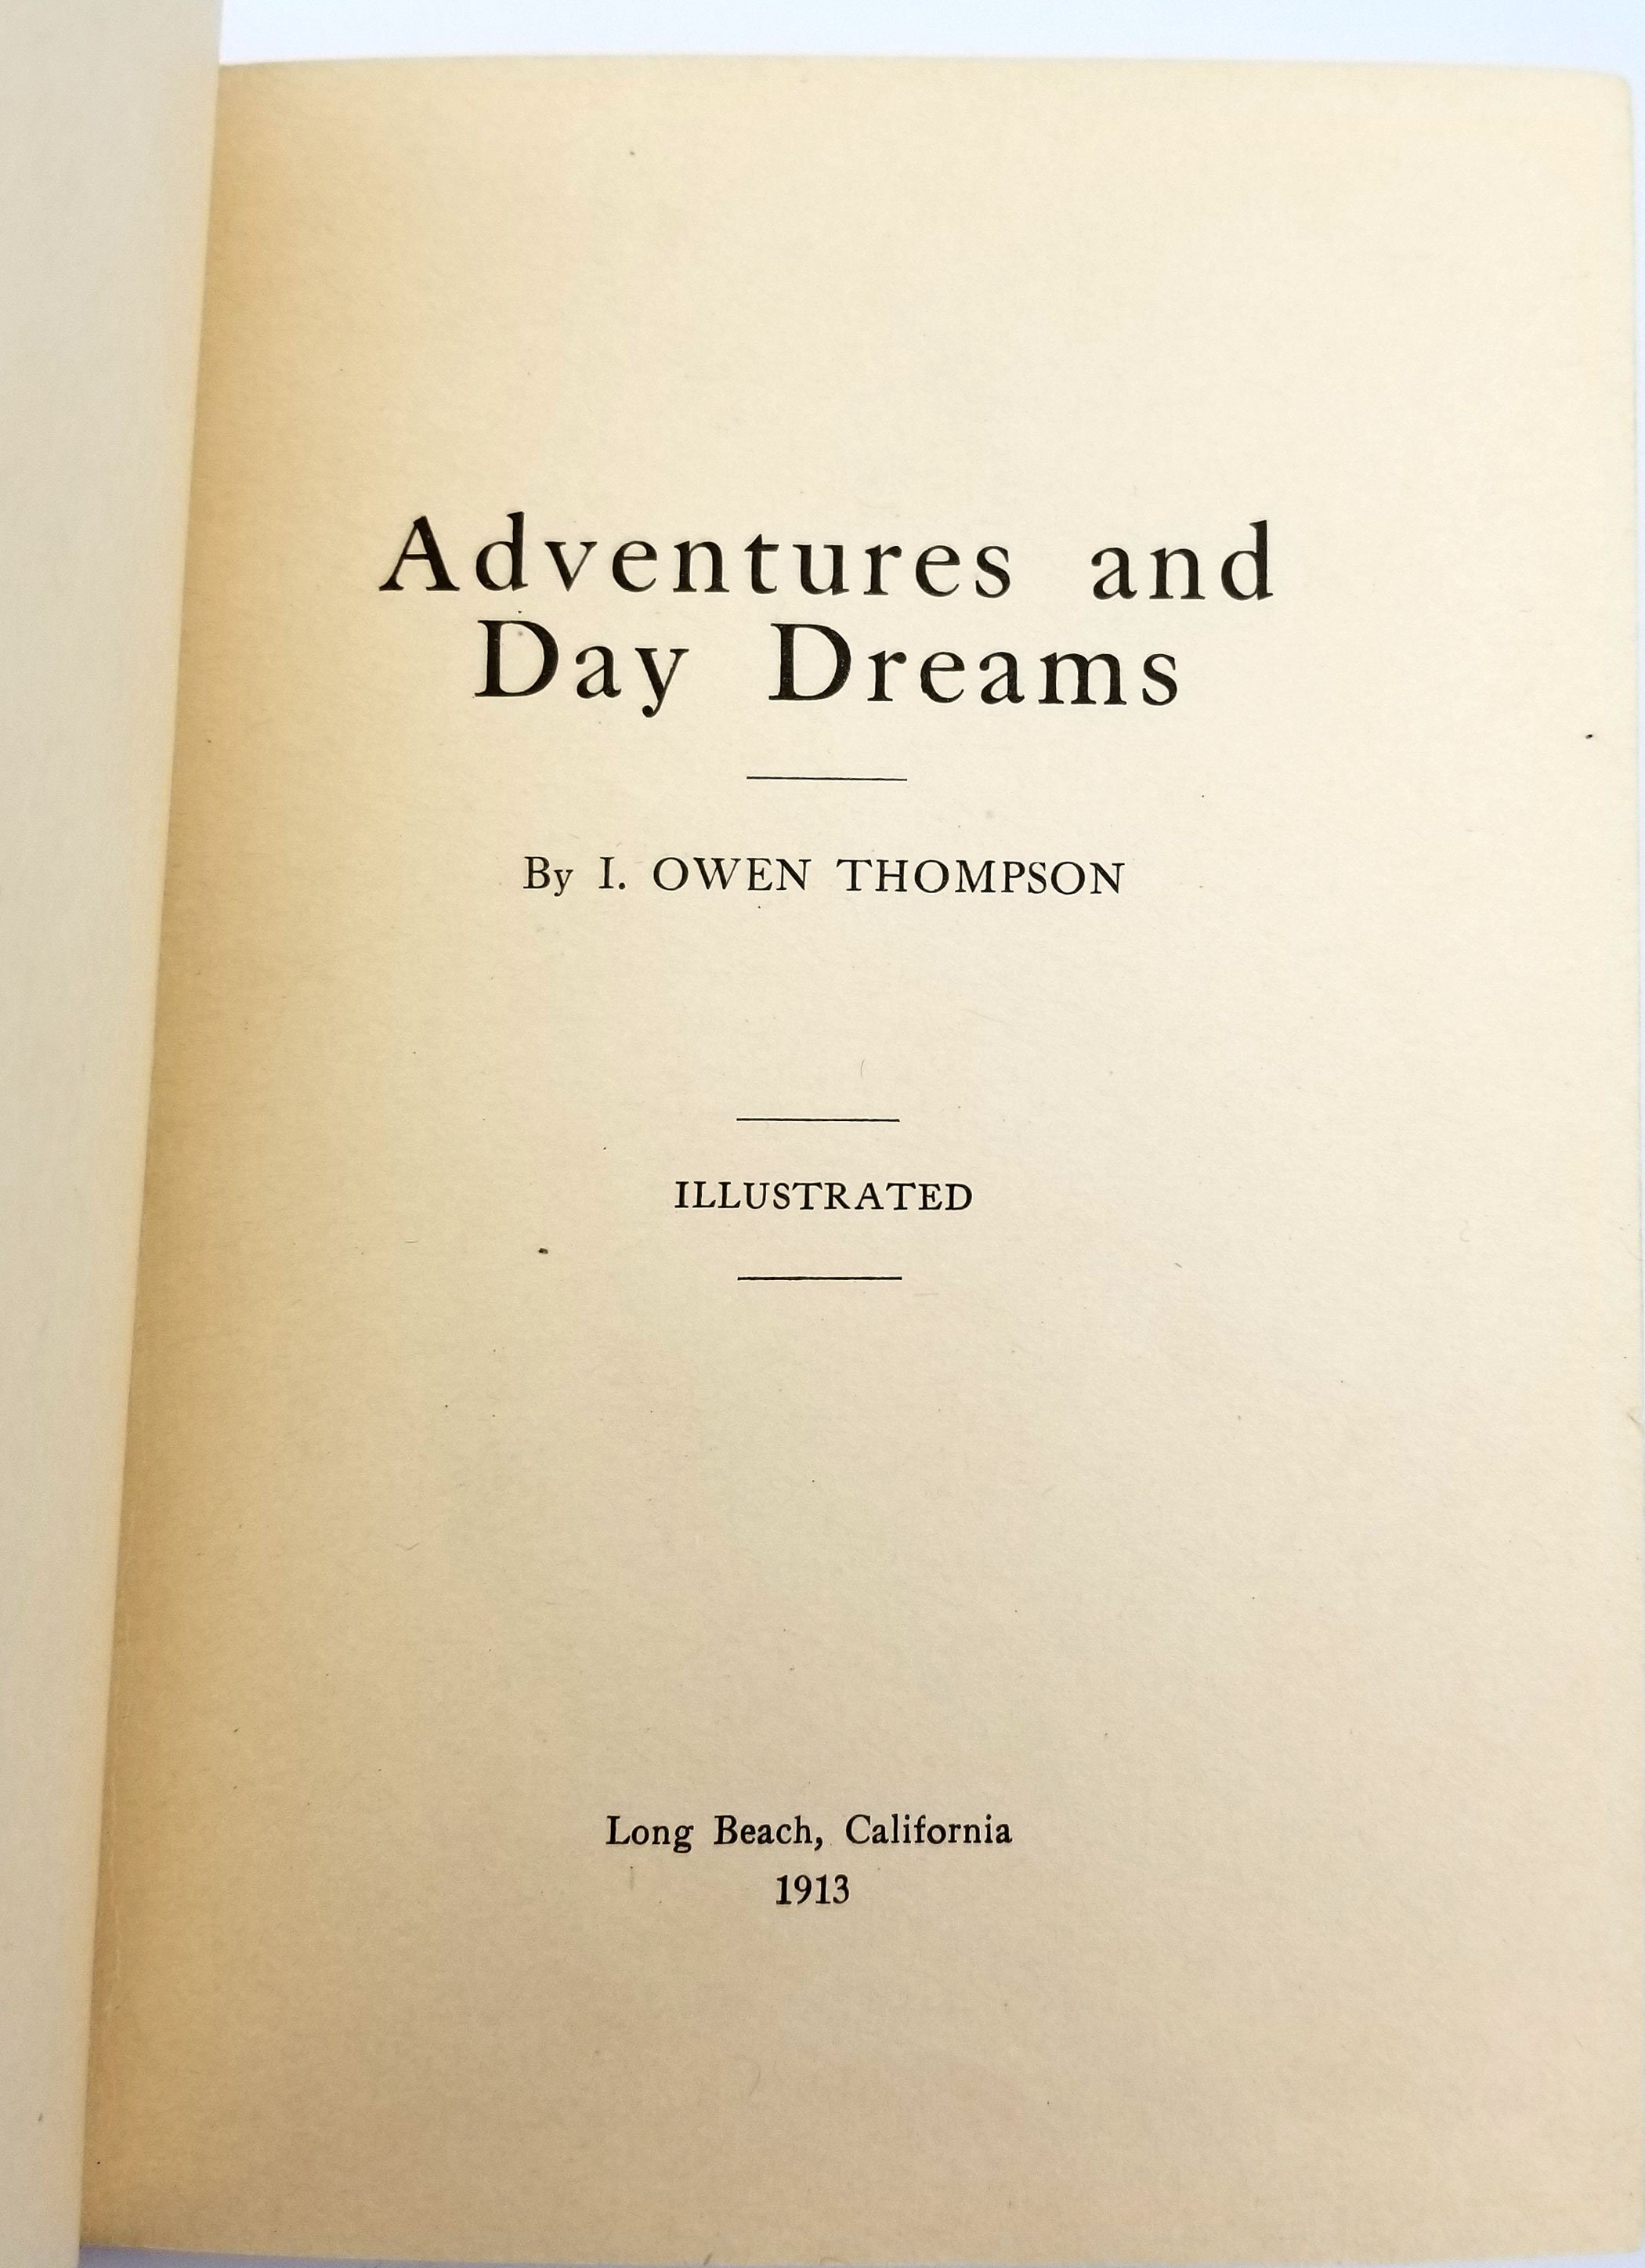 Adventures and
Day Dreams
By I. OWEN THOMPSON
ILLUSTRATED
Long Beach, California
1913